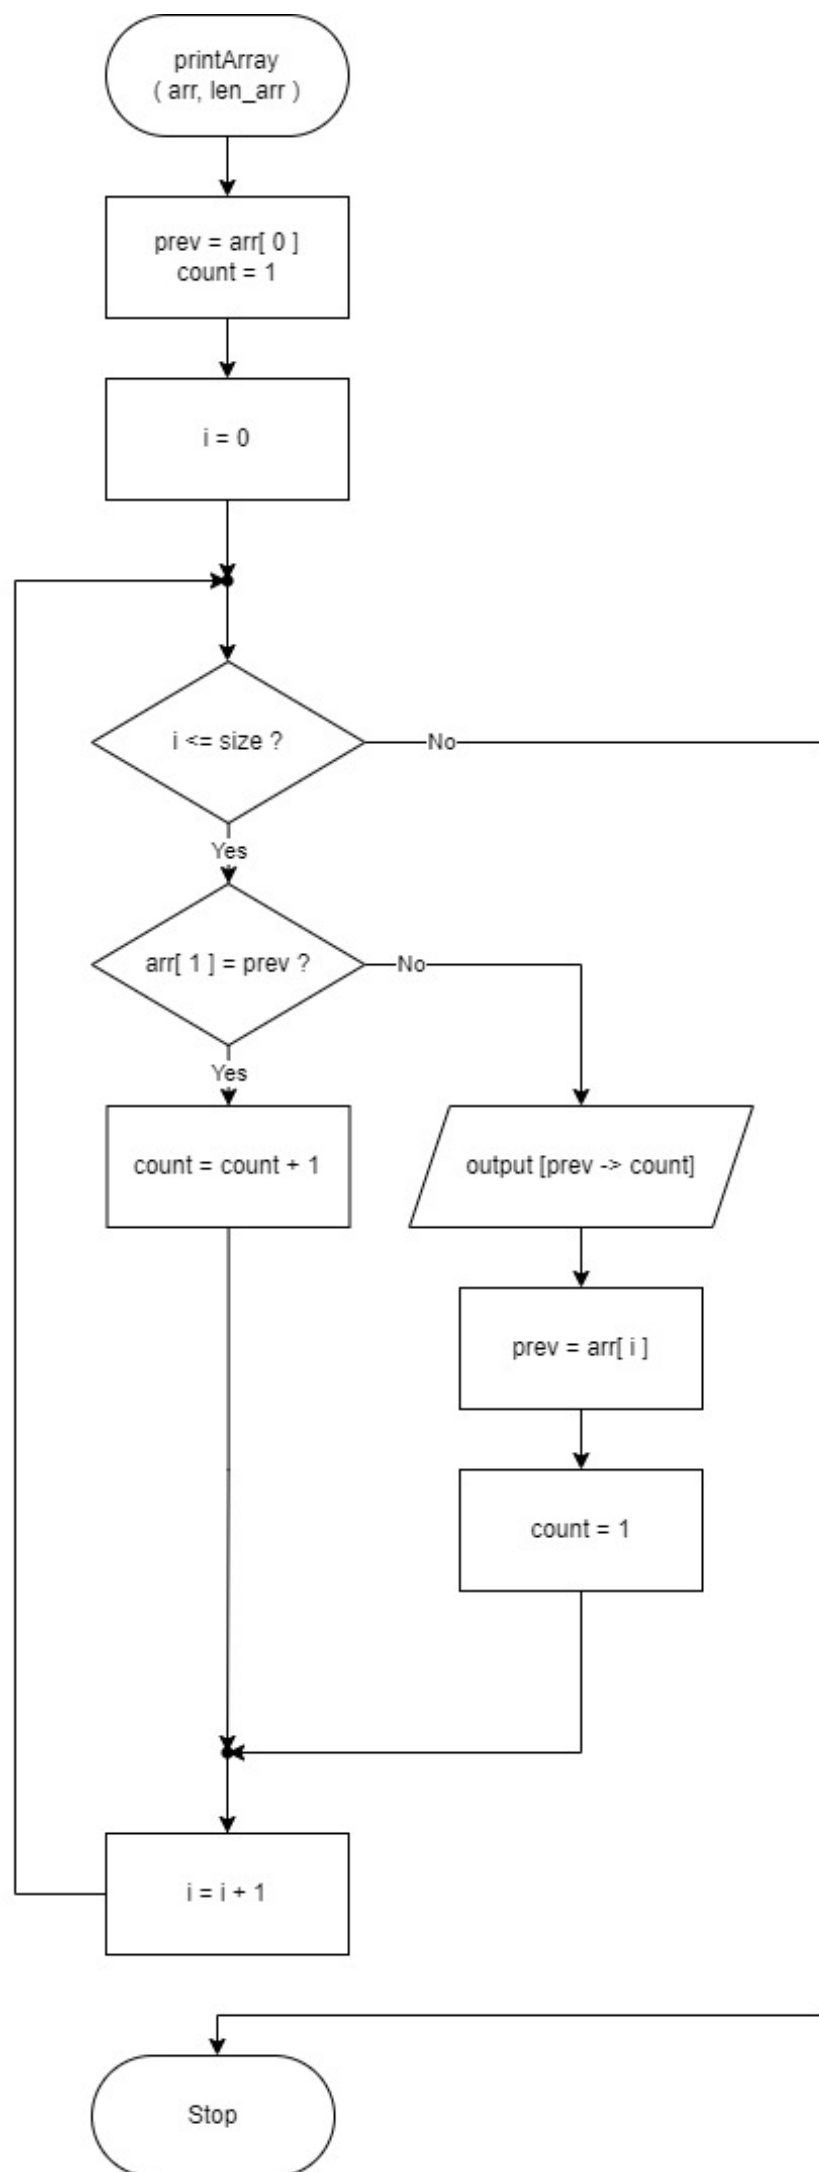 printArray
( arr, len_arr )
prev = arr[ 0 ]
count = 1
i = 0
i <= size ?
No
Yes
arr[ 1 ] = prev ?
No
Yes
count = count + 1
output [prev -> count]
prev = arr[ i ]
count = 1
i = i + 1
Stop